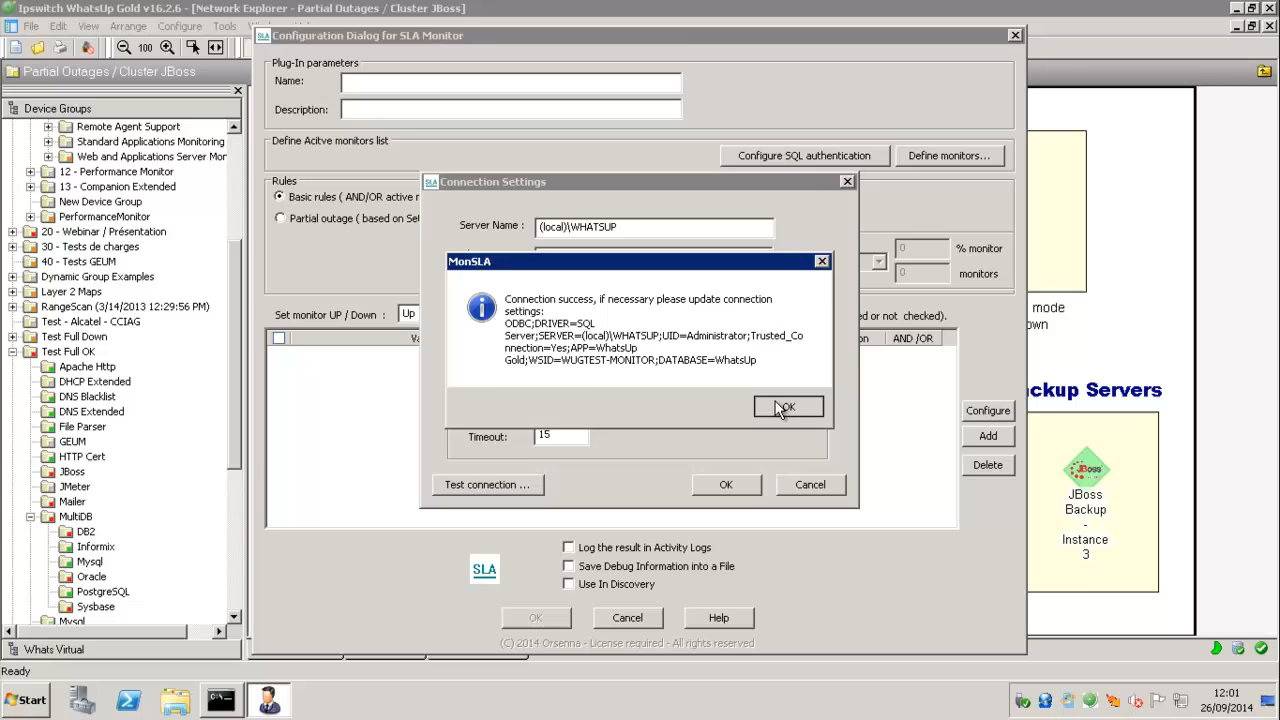 Ipswitch WhatsUp Gold v16.2.6 - [Network Explorer - Partial Outages / Cluster JBoss]
File Edit View Arrange Configure Tools
100
Partial Outages / Cluster JBoss
Device Groups
Remote Agent Support
Standard Applications Monitoring
Web and Applications Server Mor
12 - Performance Monitor
13 - Companion Extended
New Device Group
PerformanceMonitor
20 - Webinar / Présentation
30 - Tests de charges
40 - Tests GEUM
Dynamic Group Examples
Layer 2 Maps
RangeScan (3/14/2013 12:29:56 PM)
Test - Alcatel - CCIAG
Test Full Down
Test Full OK
Apache Http
DHCP Extended
DNS Blacklist
DNS Extended
File Parser
GEUM
HTTP Cert
JBoss
JMeter
Mailer
MultiDB
DB2
Informix
Mysql
Oracle
PostgreSQL
Sysbase
Mysql
Whats Virtual
Ready
SLA Configuration Dialog for SLA Monitor
Plug-In parameters
Name:
Description:
Define Acitve monitors list
Configure SQL authentication
Define monitors...
Rules
Basic rules ( AND/OR active r
Partial outage ( based on Set
0 % monitor
0 monitors
Set monitor UP / Down : Up
ed or not checked).
Va
on AND /OR
Configure
Add
Delete
SLA Connection Settings
Server Name : (local)\WHATSUP
MonSLA
Connection success, if necessary please update connection
settings:
ODBC;DRIVER=SQL
Server;SERVER=(local)\WHATSUP;UID=Administrator;Trusted_Co
nnection=Yes;APP=WhatsUp
Gold;WSID=WUGTEST-MONITOR;DATABASE=WhatsUp
OK
Timeout: 15
Test connection ...
OK
Cancel
SLA
Log the result in Activity Logs
Save Debug Information into a File
Use In Discovery
OK
Cancel
Help
(C) 2014 Orsenna - License required - All rights reserved
mode
own
ckup Servers
JBoss
JBoss
Backup
-
Instance
3
Start
12:01
26/09/2014